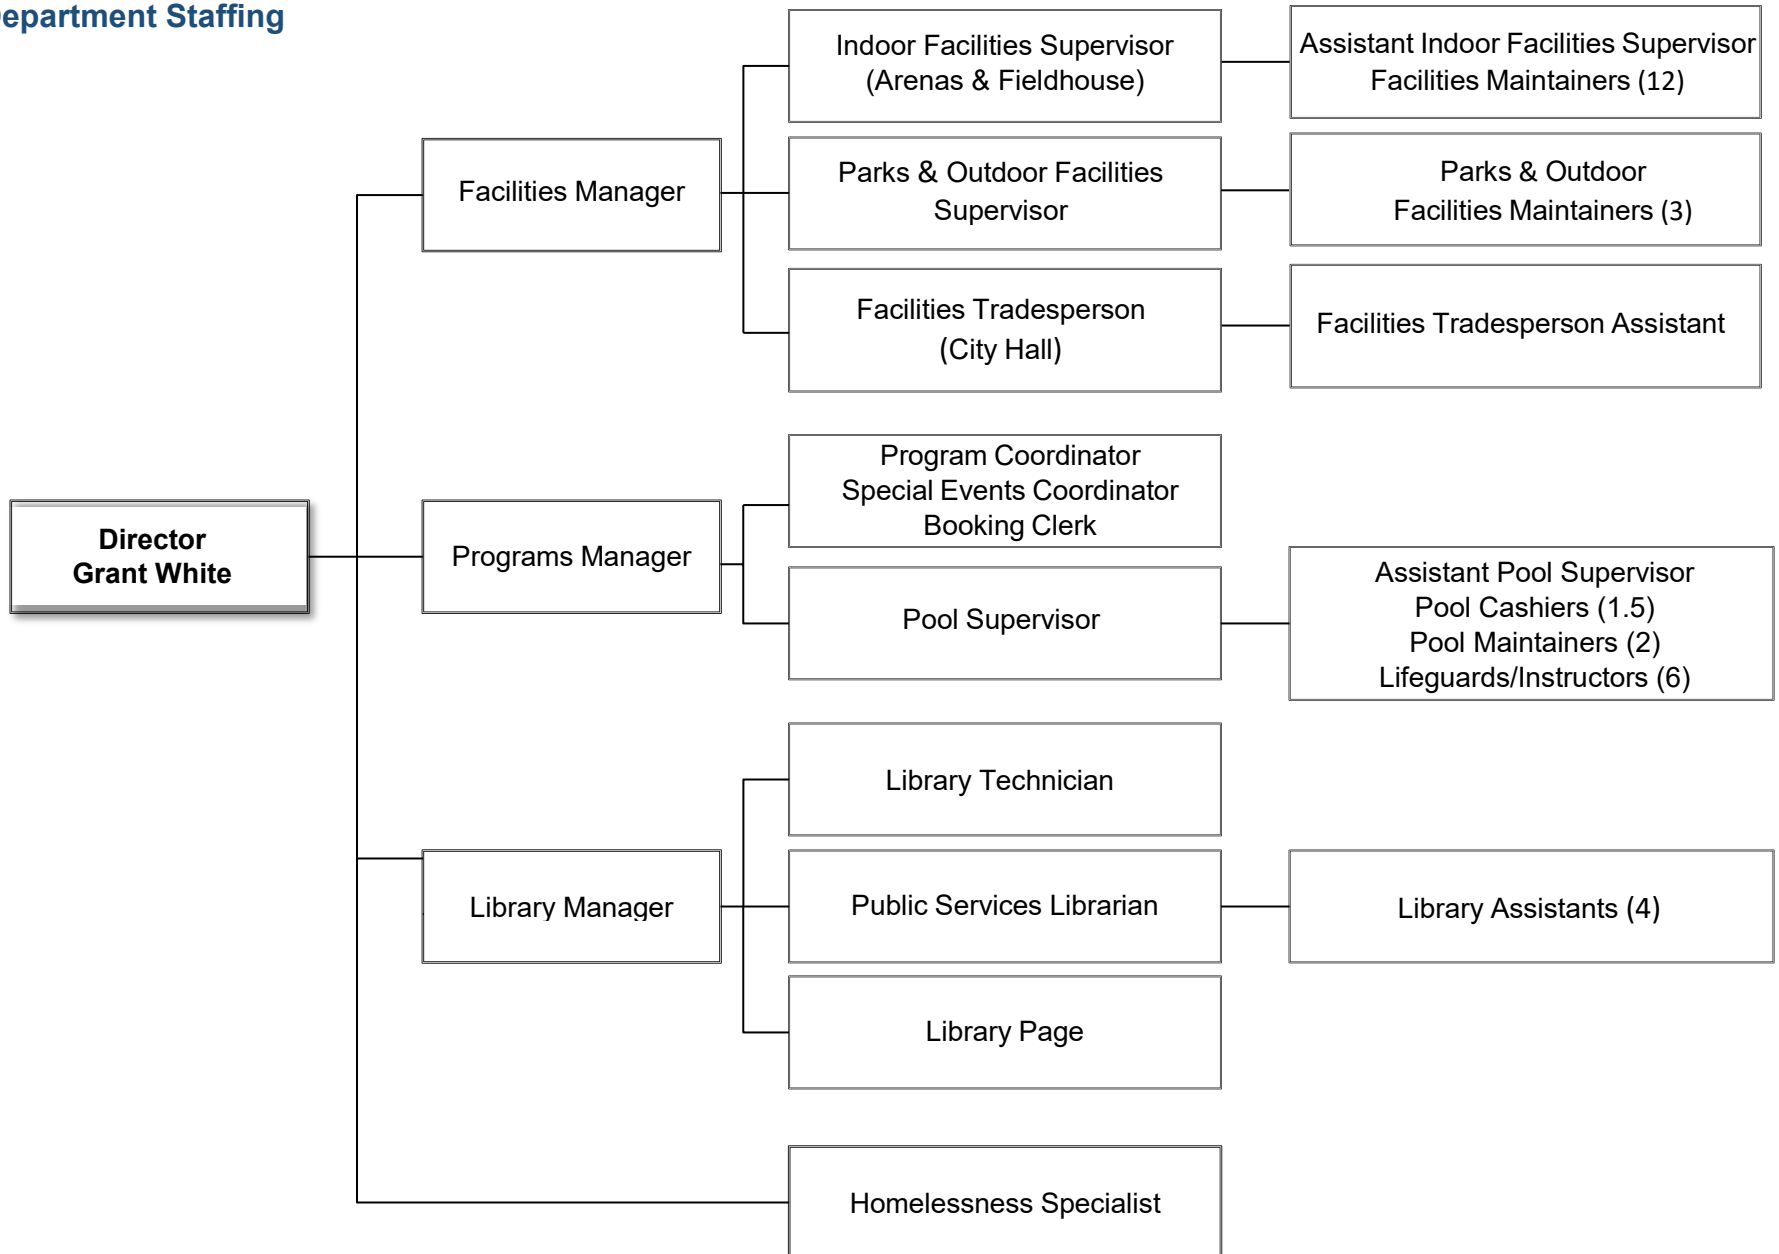 Department Staffing
Indoor Facilities Supervisor
(Arenas & Fieldhouse)
Assistant Indoor Facilities Supervisor
Facilities Maintainers (12)
Facilities Manager
Parks & Outdoor Facilities
Supervisor
Parks & Outdoor
Facilities Maintainers (3)
Facilities Tradesperson
(City Hall)
Facilities Tradesperson Assistant
Director
Grant White
Programs Manager
Program Coordinator
Special Events Coordinator
Booking Clerk
Pool Supervisor
Assistant Pool Supervisor
Pool Cashiers (1.5)
Pool Maintainers (2)
Lifeguards/Instructors (6)
Library Manager
Library Technician
Public Services Librarian
Library Assistants (4)
Library Page
Homelessness Specialist